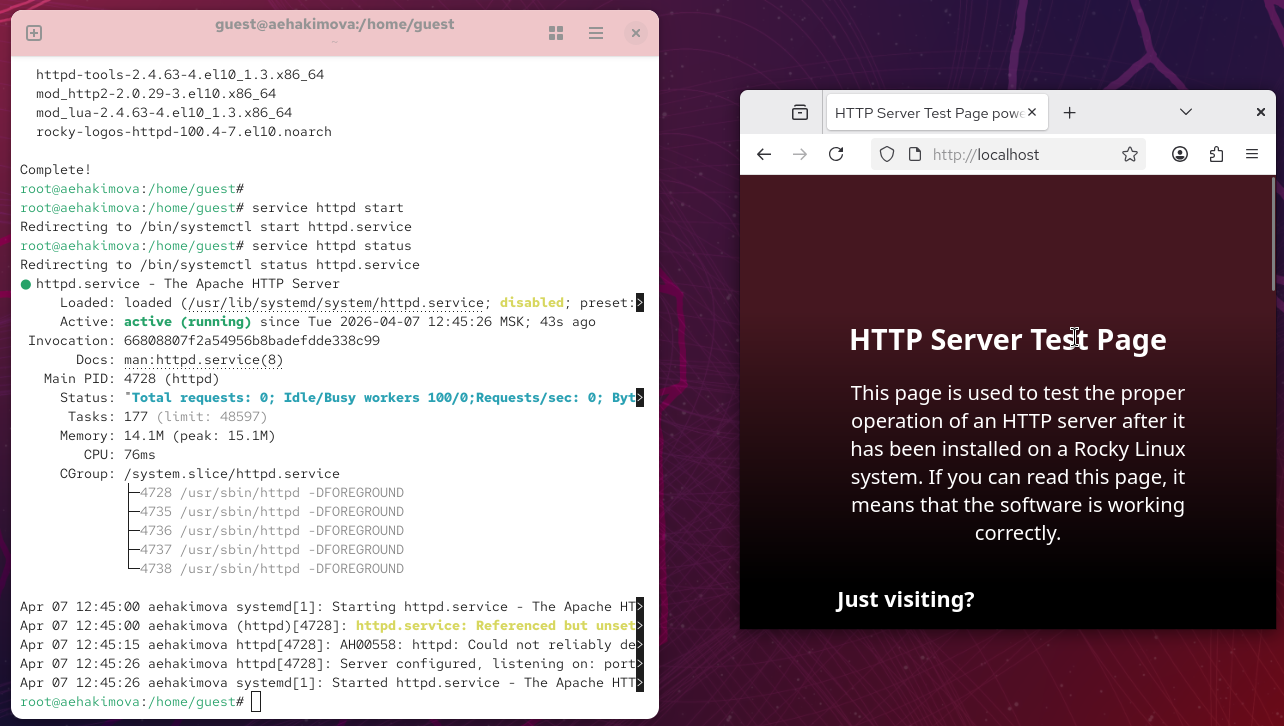 guest@aehakimova:/home/guest
httpd-tools-2.4.63-4.el10_1.3.x86_64
mod_http2-2.0.29-3.el10.x86_64
mod_lua-2.4.63-4.el10_1.3.x86_64
rocky-logos-httpd-100.4-7.el10.noarch
Complete!
root@aehakimova:/home/guest#
root@aehakimova:/home/guest# service httpd start
Redirecting to /bin/systemctl start httpd.service
root@aehakimova:/home/guest# service httpd status
Redirecting to /bin/systemctl status httpd.service
● httpd.service - The Apache HTTP Server
Loaded: loaded (/usr/lib/systemd/system/httpd.service; disabled; preset:>
Active: active (running) since Tue 2026-04-07 12:45:26 MSK; 43s ago
Invocation: 66808807f2a54956b8badefdde338c99
Docs: man:httpd.service(8)
Main PID: 4728 (httpd)
Status: "Total requests: 0; Idle/Busy workers 100/0;Requests/sec: 0; Byt>
Tasks: 177 (limit: 48597)
Memory: 14.1M (peak: 15.1M)
CPU: 76ms
CGroup: /system.slice/httpd.service
├─4728 /usr/sbin/httpd -DFOREGROUND
├─4735 /usr/sbin/httpd -DFOREGROUND
├─4736 /usr/sbin/httpd -DFOREGROUND
├─4737 /usr/sbin/httpd -DFOREGROUND
└─4738 /usr/sbin/httpd -DFOREGROUND
Apr 07 12:45:00 aehakimova systemd[1]: Starting httpd.service - The Apache HT>
Apr 07 12:45:00 aehakimova (httpd)[4728]: httpd.service: Referenced but unset>
Apr 07 12:45:15 aehakimova httpd[4728]: AH00558: httpd: Could not reliably de>
Apr 07 12:45:26 aehakimova httpd[4728]: Server configured, listening on: port>
Apr 07 12:45:26 aehakimova systemd[1]: Started httpd.service - The Apache HTT>
root@aehakimova:/home/guest#
HTTP Server Test Page powe
http://localhost
HTTP Server Test Page
This page is used to test the proper
operation of an HTTP server after it
has been installed on a Rocky Linux
system. If you can read this page, it
means that the software is working
correctly.
Just visiting?